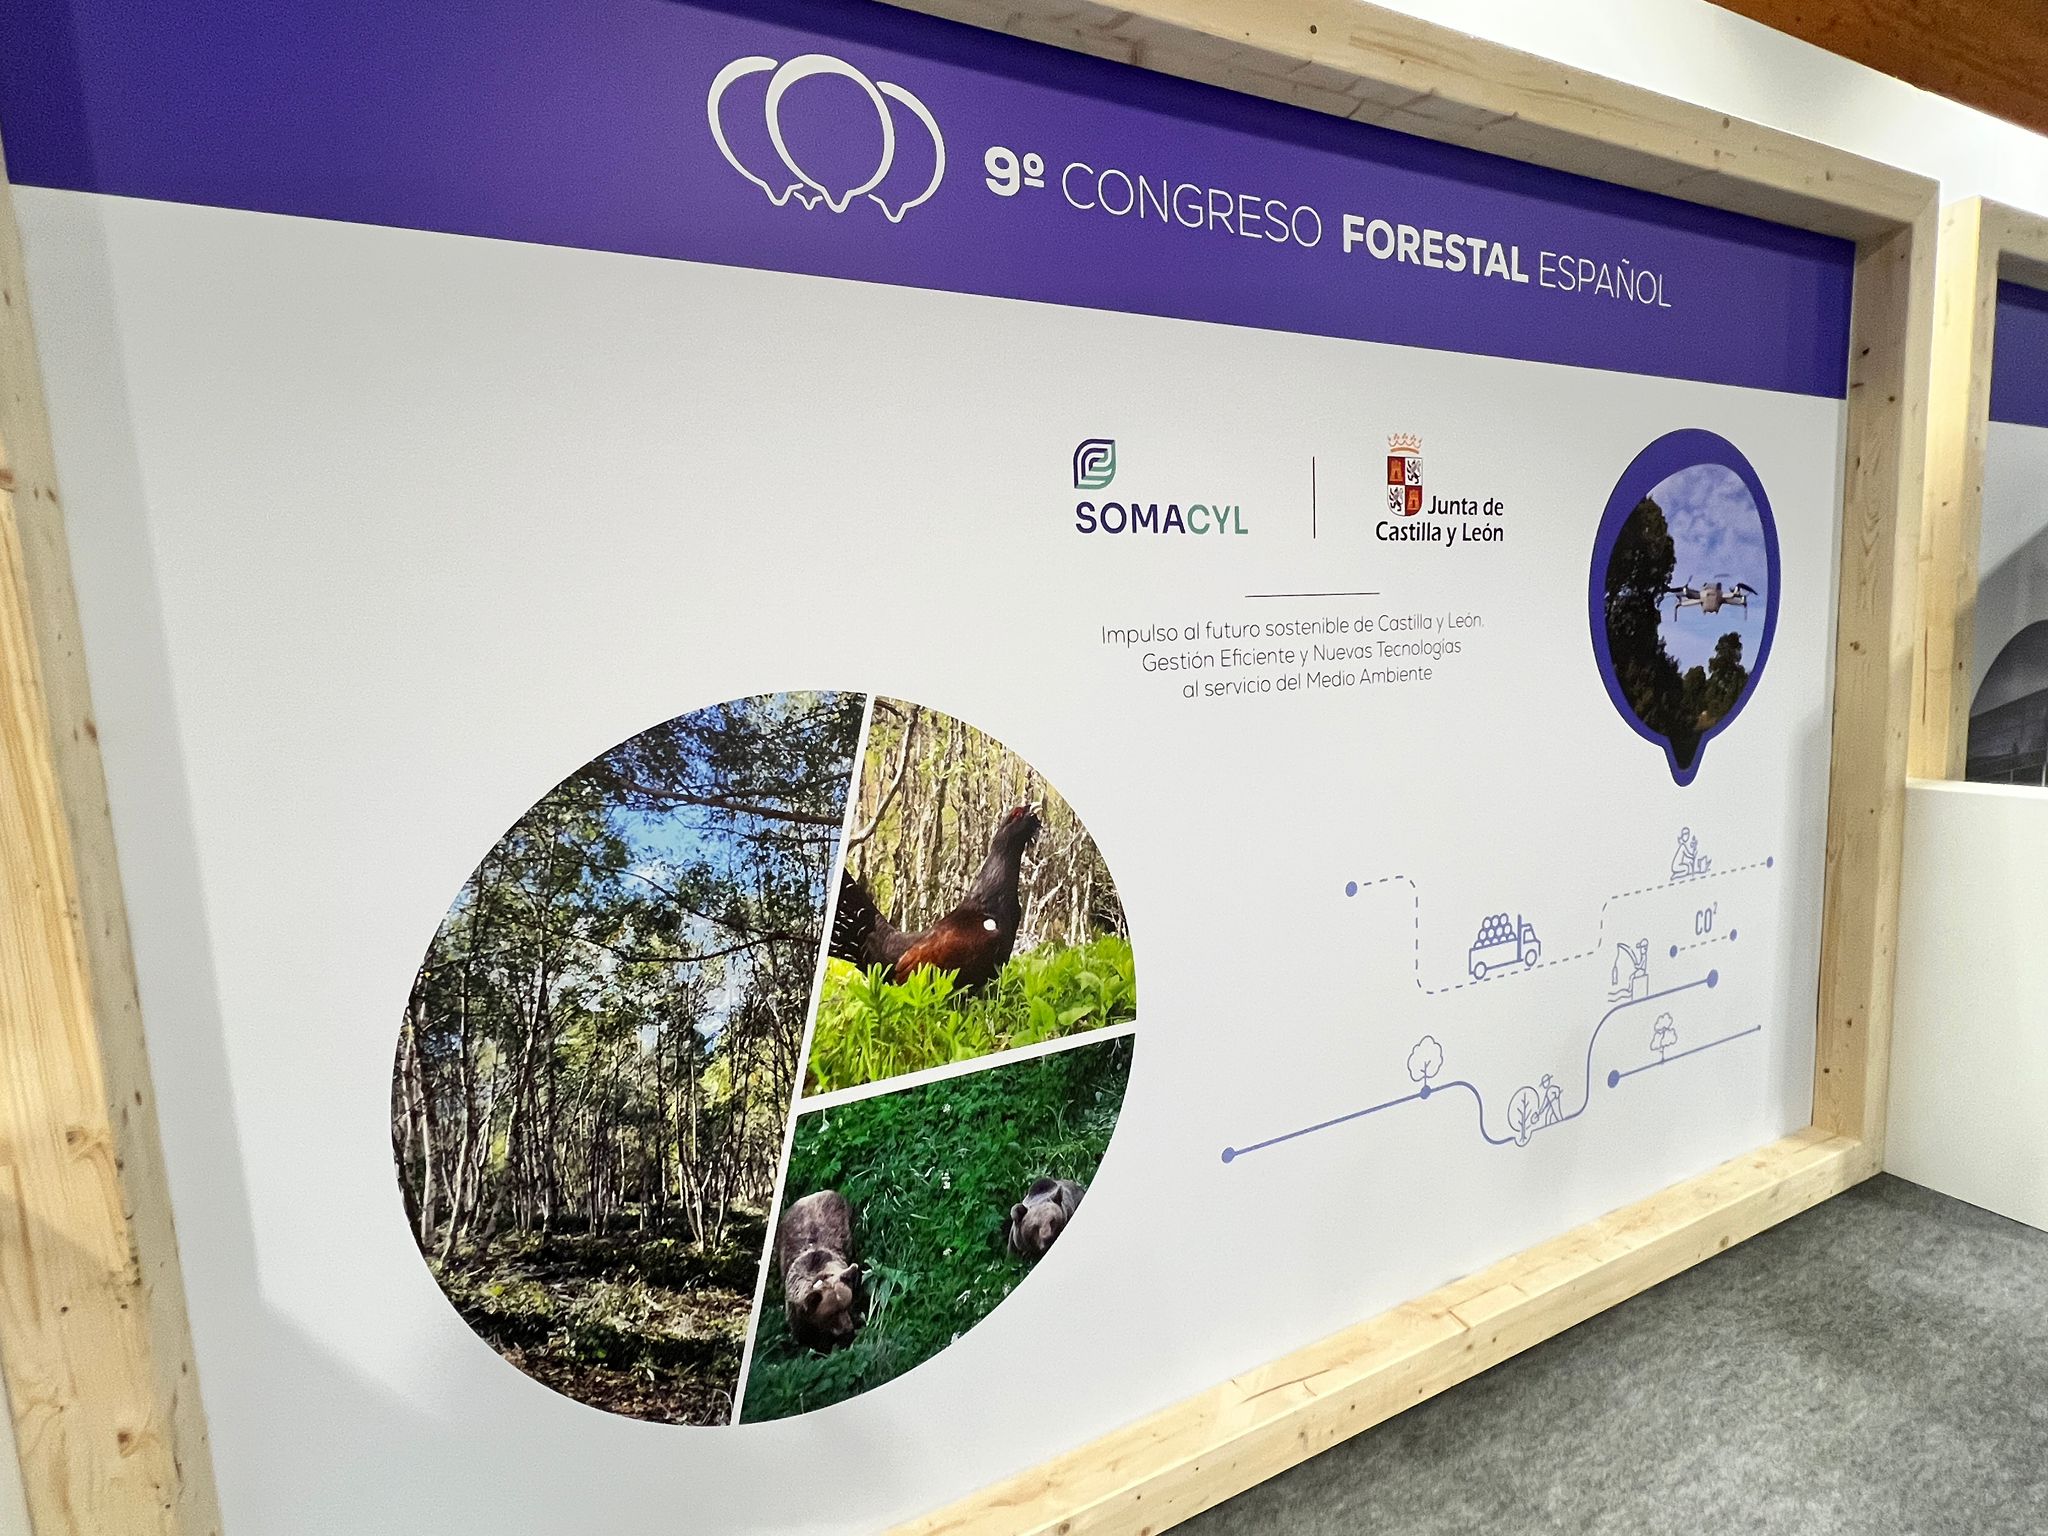 9º CONGRESO FORESTAL ESPAÑOL
SOMACYL
Junta de
Castilla y León
Impulso al futuro sostenible de Castilla y León.
Gestión Eficiente y Nuevas Tecnologías
al servicio del Medio Ambiente
CO²